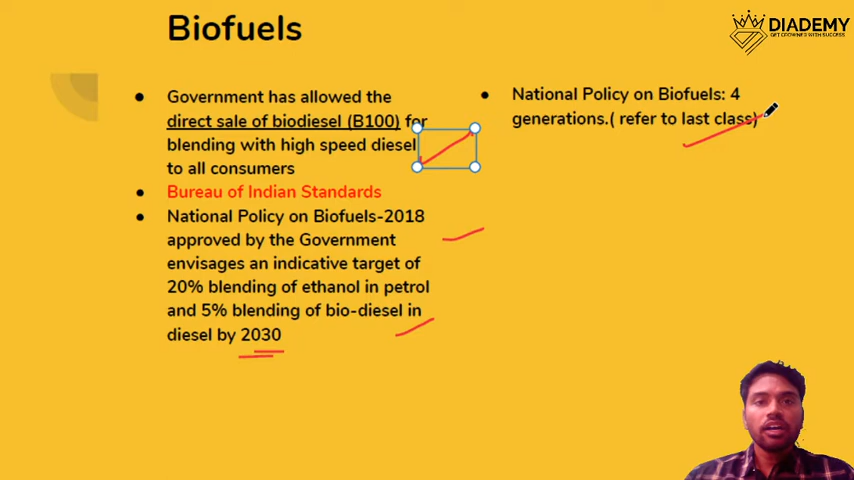 Biofuels
DIADEMY
GET CROWNED WITH SUCCESS
Government has allowed the
direct sale of biodiesel (B100) for
blending with high speed diesel
to all consumers
Bureau of Indian Standards
National Policy on Biofuels-2018
approved by the Government
envisages an indicative target of
20% blending of ethanol in petrol
and 5% blending of bio-diesel in
diesel by 2030
National Policy on Biofuels: 4
generations.( refer to last class)